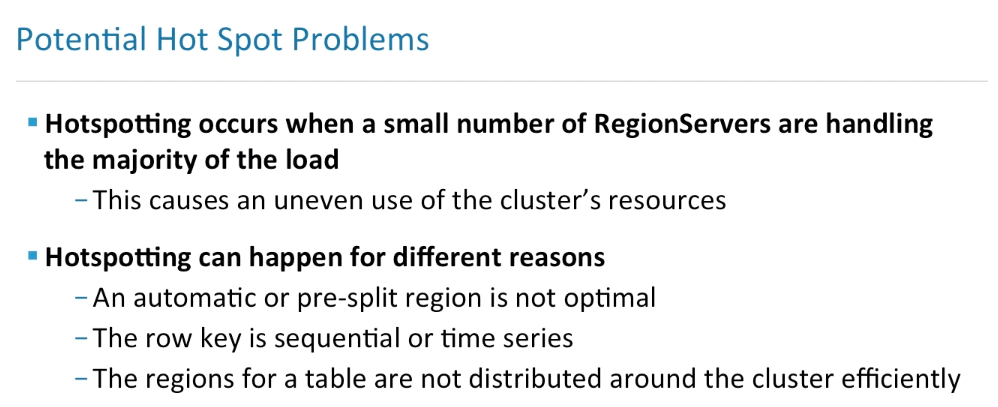 Potential Hot Spot Problems
▪ Hotspotting occurs when a small number of RegionServers are handling
the majority of the load
– This causes an uneven use of the cluster’s resources
▪ Hotspotting can happen for different reasons
– An automatic or pre-split region is not optimal
– The row key is sequential or time series
– The regions for a table are not distributed around the cluster efficiently